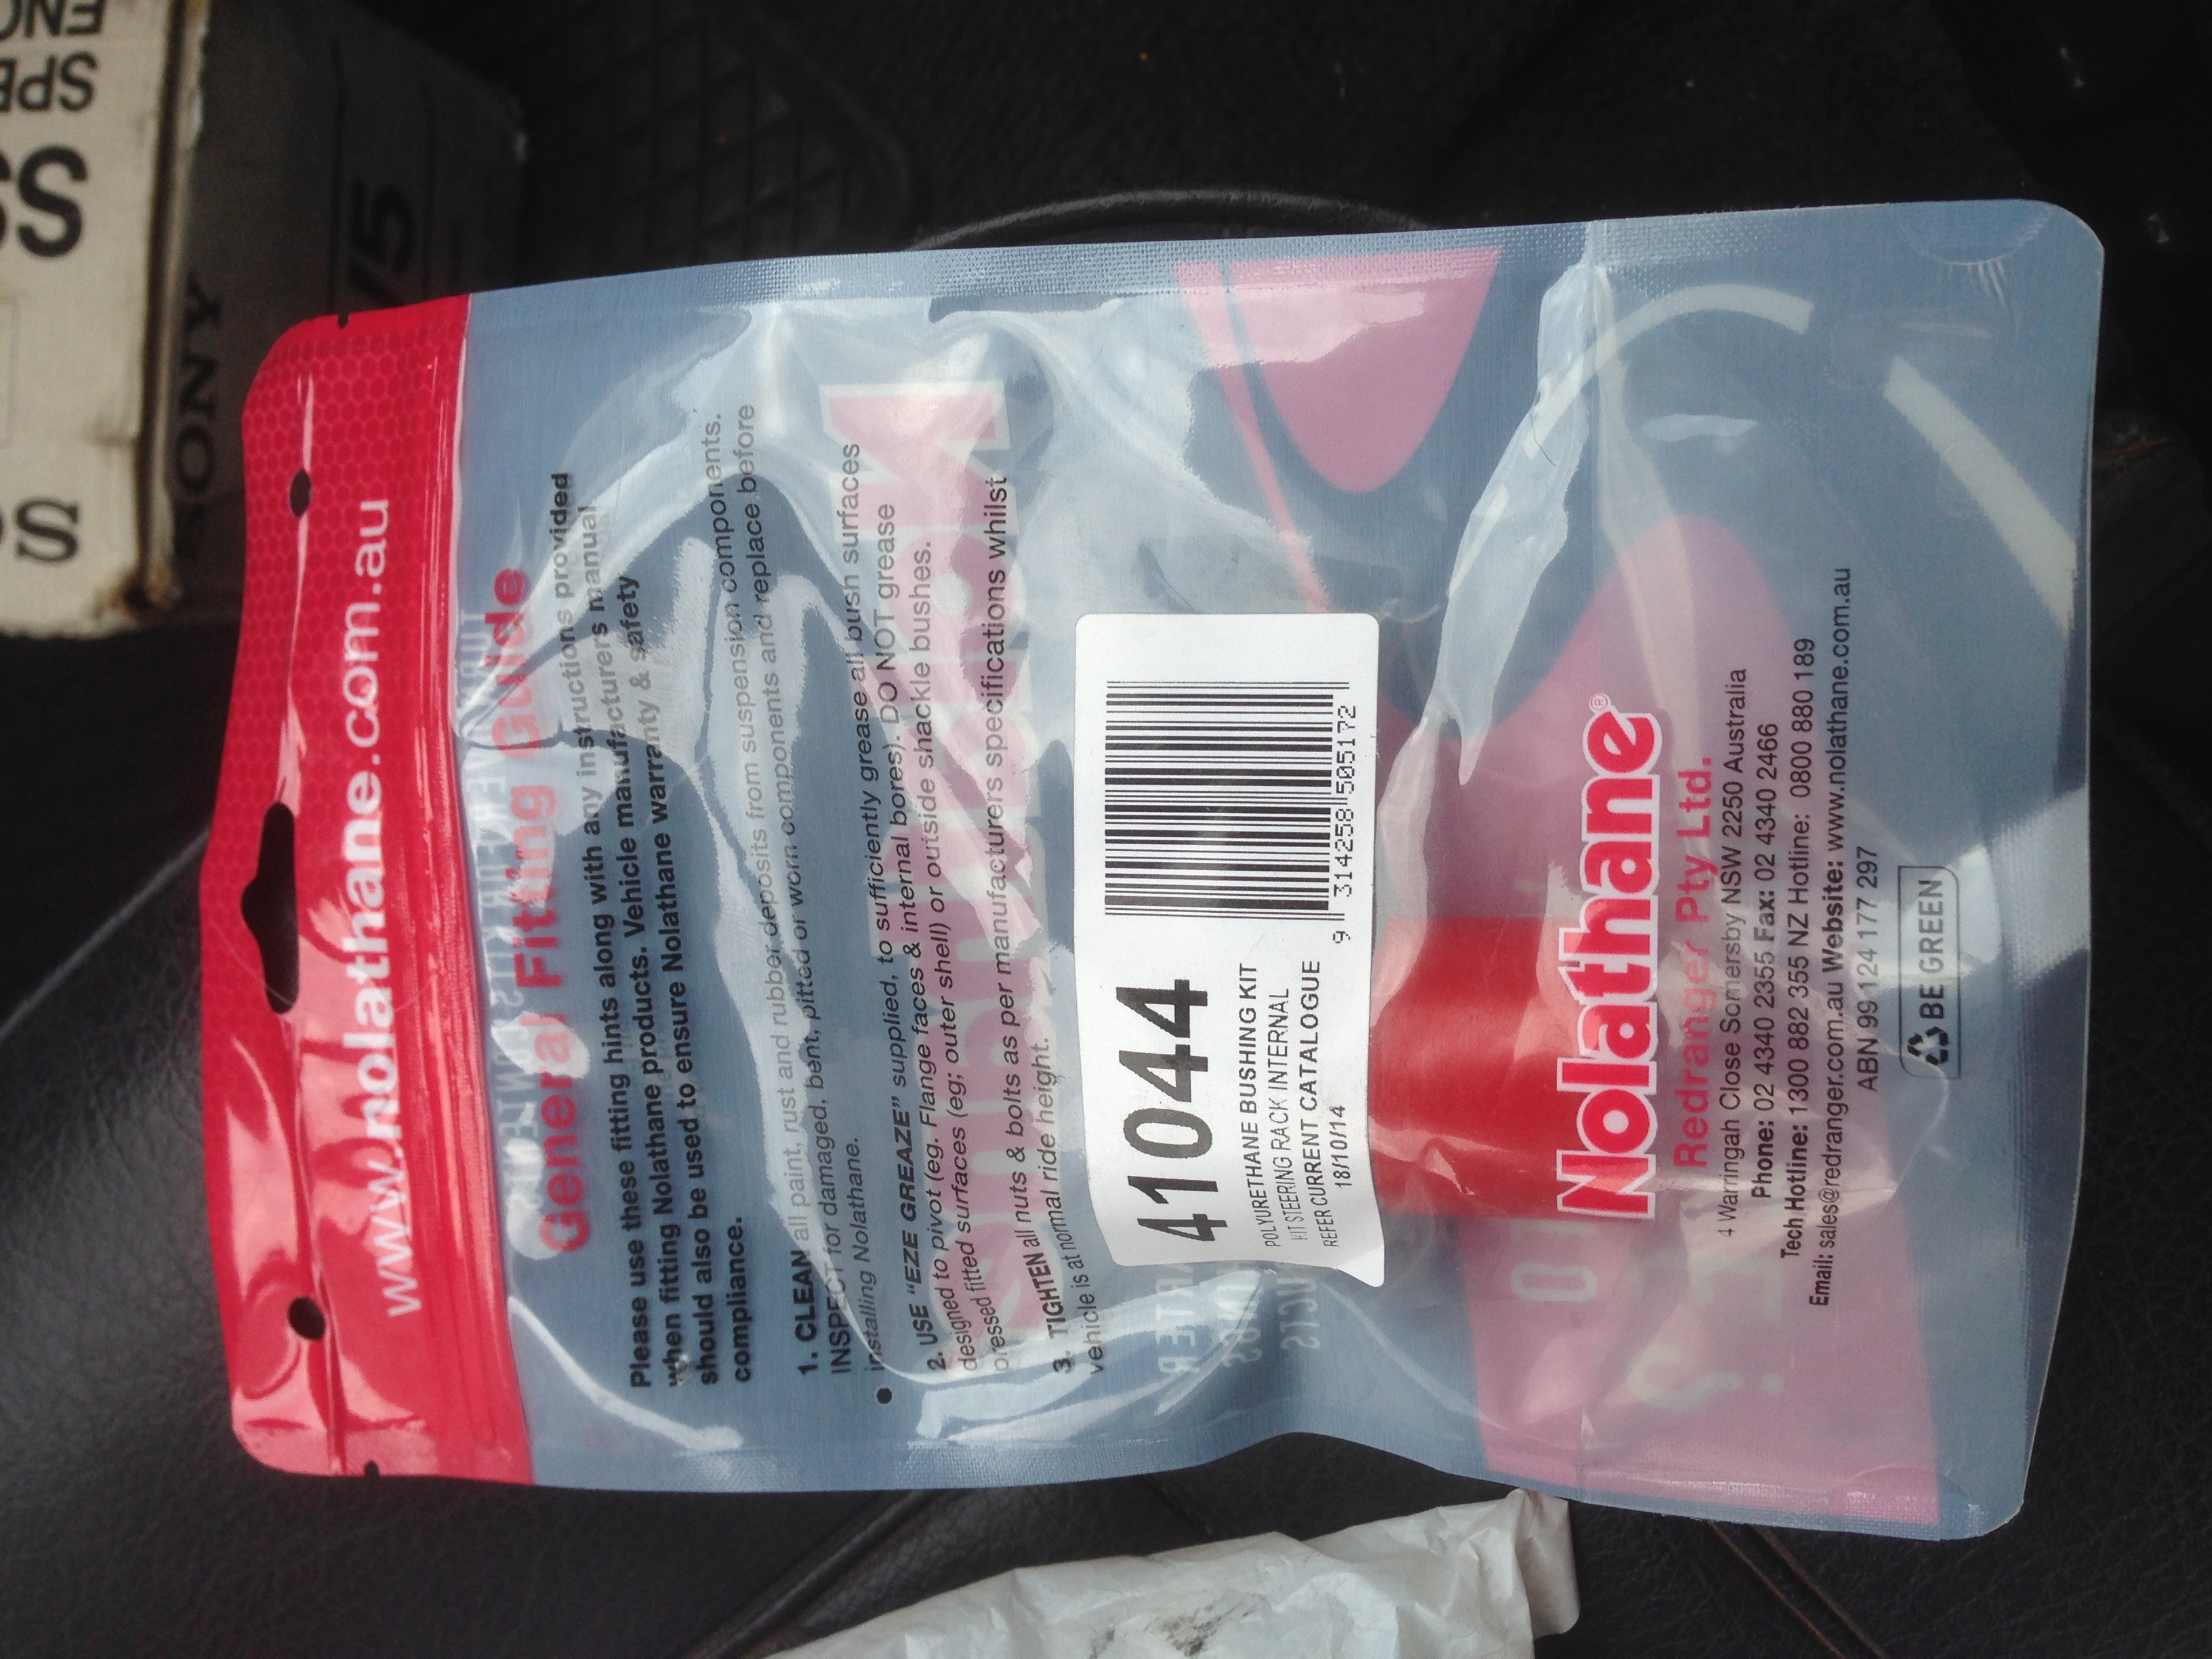 www.nolathane.com.au
General Fitting Guide
Please use these fitting hints along with any instructions provided
when fitting Nolathane products. Vehicle manufacturers manual
should also be used to ensure Nolathane warranty & safety
compliance.
1. CLEAN all paint, rust and rubber deposits from suspension components.
INSPECT for damaged, bent, pitted or worn components and replace before
installing Nolathane.
2. USE "EZE GREAZE" supplied, to sufficiently grease all bush surfaces
designed to pivot (eg. Flange faces & internal bores). DO NOT grease
pressed fitted surfaces (eg; outer shell) or outside shackle bushes.
3. TIGHTEN all nuts & bolts as per manufacturers specifications whilst
vehicle is at normal ride height.
41044
POLYURETHANE BUSHING KIT
KIT STEERING RACK INTERNAL
REFER CURRENT CATALOGUE
18/10/14
9 314258 505172
Nolathane®
Redranger Pty Ltd.
4 Warringah Close Somersby NSW 2250 Australia
Phone: 02 4340 2355 Fax: 02 4340 2466
Tech Hotline: 1300 882 355 NZ Hotline: 0800 880 189
Email: sales@redranger.com.au Website: www.nolathane.com.au
ABN 99 124 177 297
BE GREEN
SONY